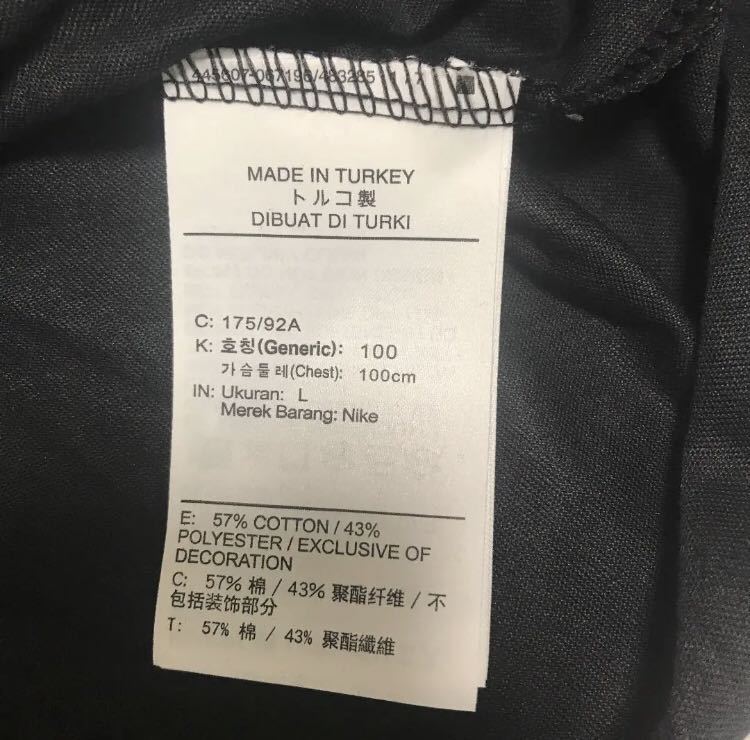 MADE IN TURKEY
トルコ製
DIBUAT DI TURKI
C: 175/92A
K: 호칭(Generic): 100
가슴둘레(Chest): 100cm
IN: Ukuran: L
Merek Barang: Nike
E: 57% COTTON / 43%
POLYESTER / EXCLUSIVE OF
DECORATION
C: 57% 棉 / 43% 聚酯纤维 / 不
包括装饰部分
T: 57% 棉 / 43% 聚酯纖維